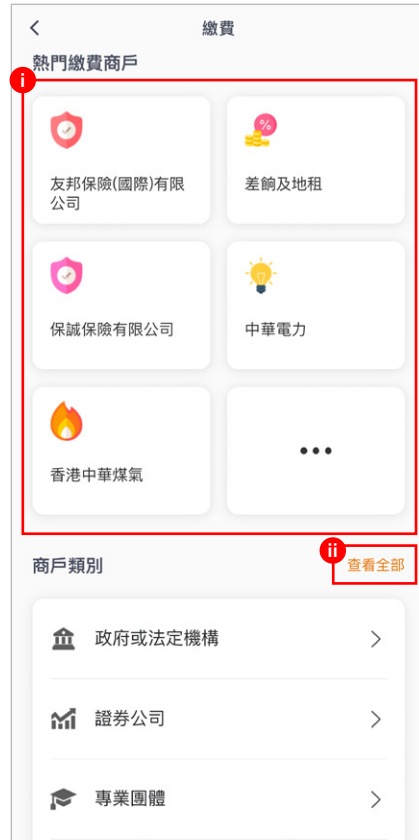 繳費
熱門繳費商戶
i
友邦保險(國際)有限
公司
差餉及地租
保誠保險有限公司
中華電力
香港中華煤氣
•••
商戶類別
ii
查看全部
政府或法定機構
證券公司
專業團體